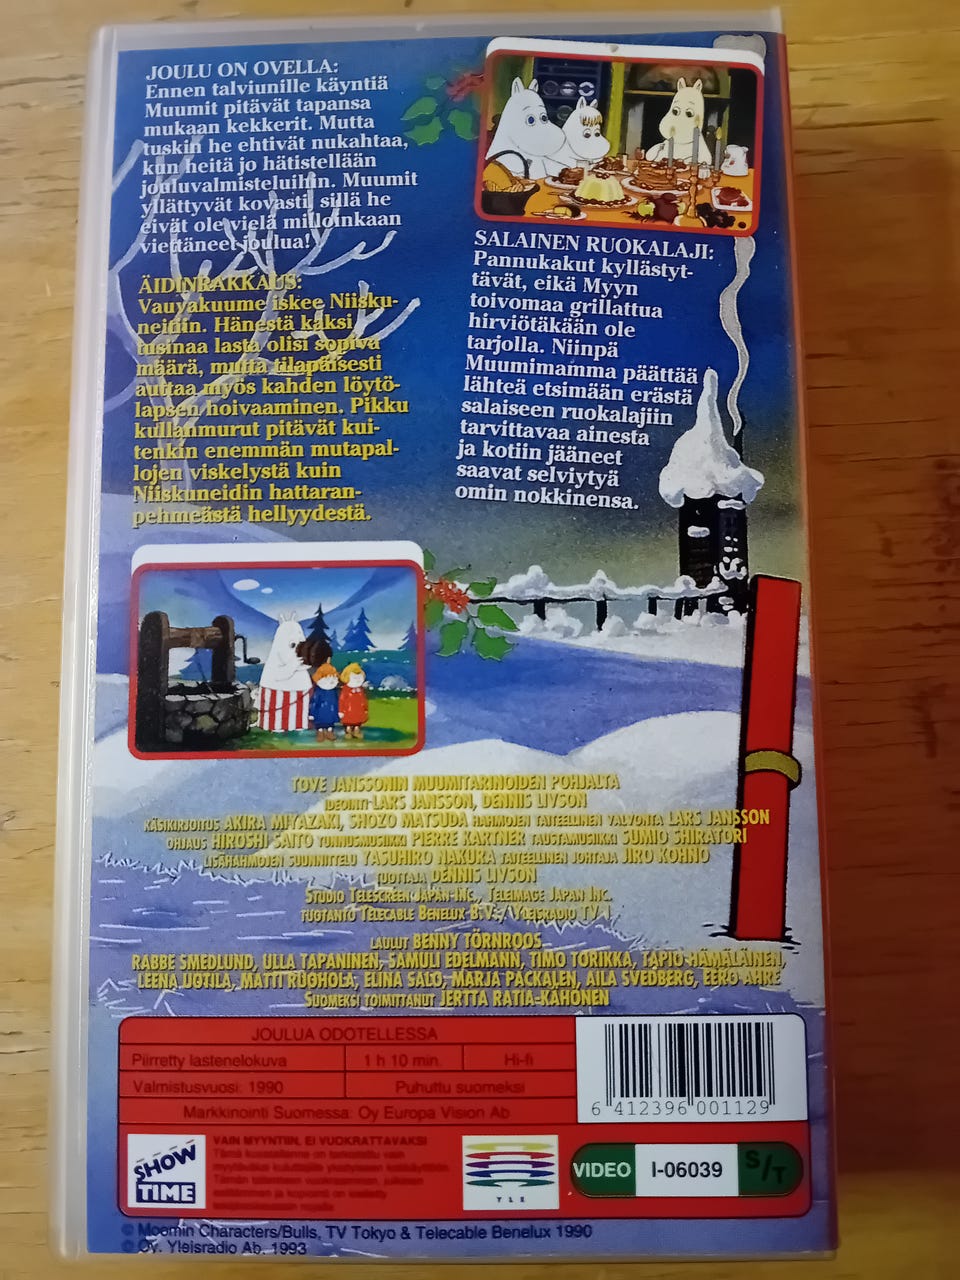 JOULU ON OVELLA:
Ennen talviunille käyntiä
Muumit pitävät tapansa
mukaan kekkerit. Mutta
tuskin he ehtivät nukahtaa,
kun heitä jo hätistellään
jouluvalmisteluihin. Muumit
yllättyvät kovasti, sillä he
eivät ole vielä milloinkaan
viettäneet joulua!
ÄIDINRAKKAUS:
Vauvakuume iskee Niisku-
neitiin. Hänestä kaksi
tusinaa lasta olisi sopiva
määrä, mutta tilapäisesti
auttaa myös kahden löytö-
lapsen hoivaaminen. Pikku
kullanmurut pitävät kui-
tenkin enemmän mutapal-
lojen viskelystä kuin
Niiskuneidin hattaran-
pehmeästä hellyydestä.
SALAINEN RUOKALAJI:
Pannukakut kyllästyt-
tävät, eikä Myyn
toivomaa grillattua
hirviötäkään ole
tarjolla. Niinpä
Muumimamma päättää
lähteä etsimään erästä
salaiseen ruokalajiin
tarvittavaa ainesta
ja kotiin jääneet
saavat selviytyä
omin nokkinensa.
TOVE JANSSONIN MUUMITARINOIDEN POHJALTA
IDEOINTI LARS JANSSON, DENNIS LIVSON
KÄSIKIRJOITUS AKIRA MIYAZAKI, SHOZO MATSUDA HAHMOJEN TAITEELLINEN VALVONTA LARS JANSSON
OHJAUS HIROSHI SAITO TUNNUSMUSIIKKI PIERRE KARTNER TAUSTAMUSIIKKI SUMIO SHIRATORI
LISÄHAHMOJEN SUUNNITTELU YASUHIRO NAKURA TAITEELLINEN JOHTAJA JIRO KOHNO
TUOTTAJA DENNIS LIVSON
STUDIO TELESCREEN JAPAN INC., TELEIMAGE JAPAN INC.
TUOTANTO TELECABLE BENELUX B.V. / YLEISRADIO TV 1
LAULUT BENNY TÖRNROOS
RABBE SMEDLUND, ULLA TAPANINEN, SAMULI EDELMANN, TIMO TORIKKA, TAPIO HÄMÄLÄINEN,
LEENA UOTILA, MATTI RUOHOLA, ELINA SALO, MARJA PACKALEN, AILA SVEDBERG, EERO AHRE
SUOMEKSI TOIMITTANUT JERTTA RATIA-KÄHÖNEN
JOULUA ODOTELLESSA
Piirretty lastenelokuva 1 h 10 min. Hi-fi
Valmistusvuosi: 1990 Puhuttu suomeksi
Markkinointi Suomessa: Oy Europa Vision Ab
6 412396 001129
SHOW
TIME
VAIN MYYNTIIN, EI VUOKRATTAVAKSI
YLE
VIDEO I-06039 S/T
© Moomin Characters/Bulls, TV Tokyo & Telecable Benelux 1990
© Oy. Yleisradio Ab. 1993